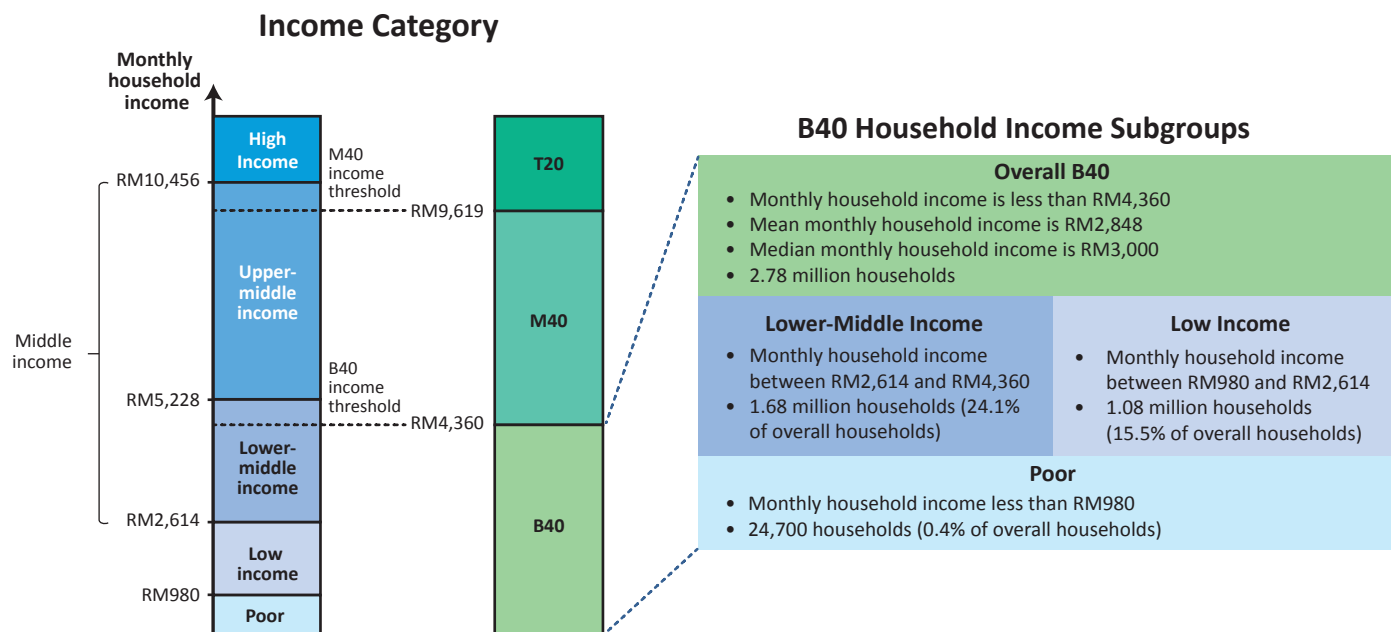 Income Category
Monthly
household
income
High
Income
M40
income
threshold
T20
RM10,456
RM9,619
Upper-
middle
income
M40
Middle
income
B40
income
threshold
RM5,228
RM4,360
Lower-
middle
income
RM2,614
B40
Low
income
RM980
Poor
B40 Household Income Subgroups
Overall B40
• Monthly household income is less than RM4,360
• Mean monthly household income is RM2,848
• Median monthly household income is RM3,000
• 2.78 million households
Lower-Middle Income
• Monthly household income
between RM2,614 and RM4,360
• 1.68 million households (24.1%
of overall households)
Low Income
• Monthly household income
between RM980 and RM2,614
• 1.08 million households
(15.5% of overall households)
Poor
• Monthly household income less than RM980
• 24,700 households (0.4% of overall households)